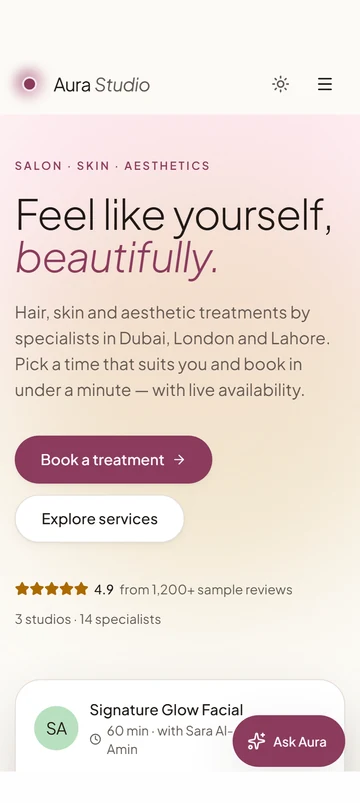 Aura Studio
SALON · SKIN · AESTHETICS
Feel like yourself,
beautifully.
Hair, skin and aesthetic treatments by
specialists in Dubai, London and Lahore.
Pick a time that suits you and book in
under a minute — with live availability.
Book a treatment →
Explore services
4.9 from 1,200+ sample reviews
3 studios · 14 specialists
SA
Signature Glow Facial
60 min · with Sara Al-
Amin
Ask Aura